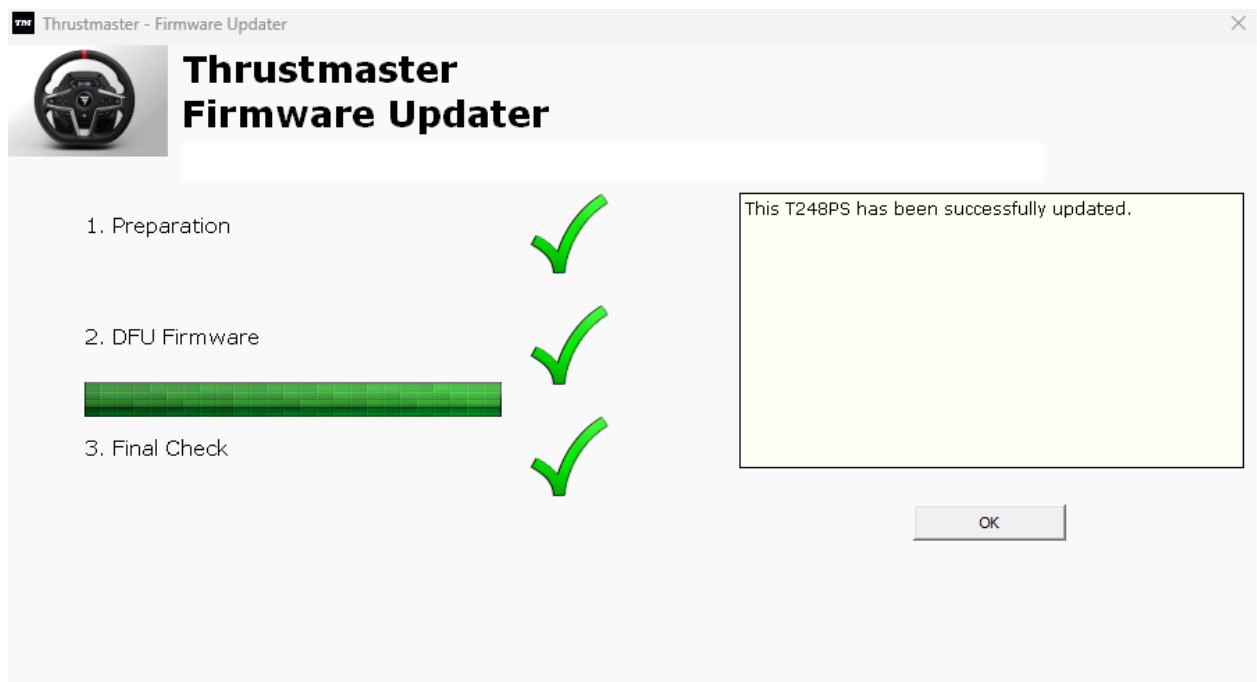 TM Thrustmaster - Firmware Updater
Thrustmaster
Firmware Updater
1. Preparation
This T248PS has been successfully updated.
2. DFU Firmware
3. Final Check
OK